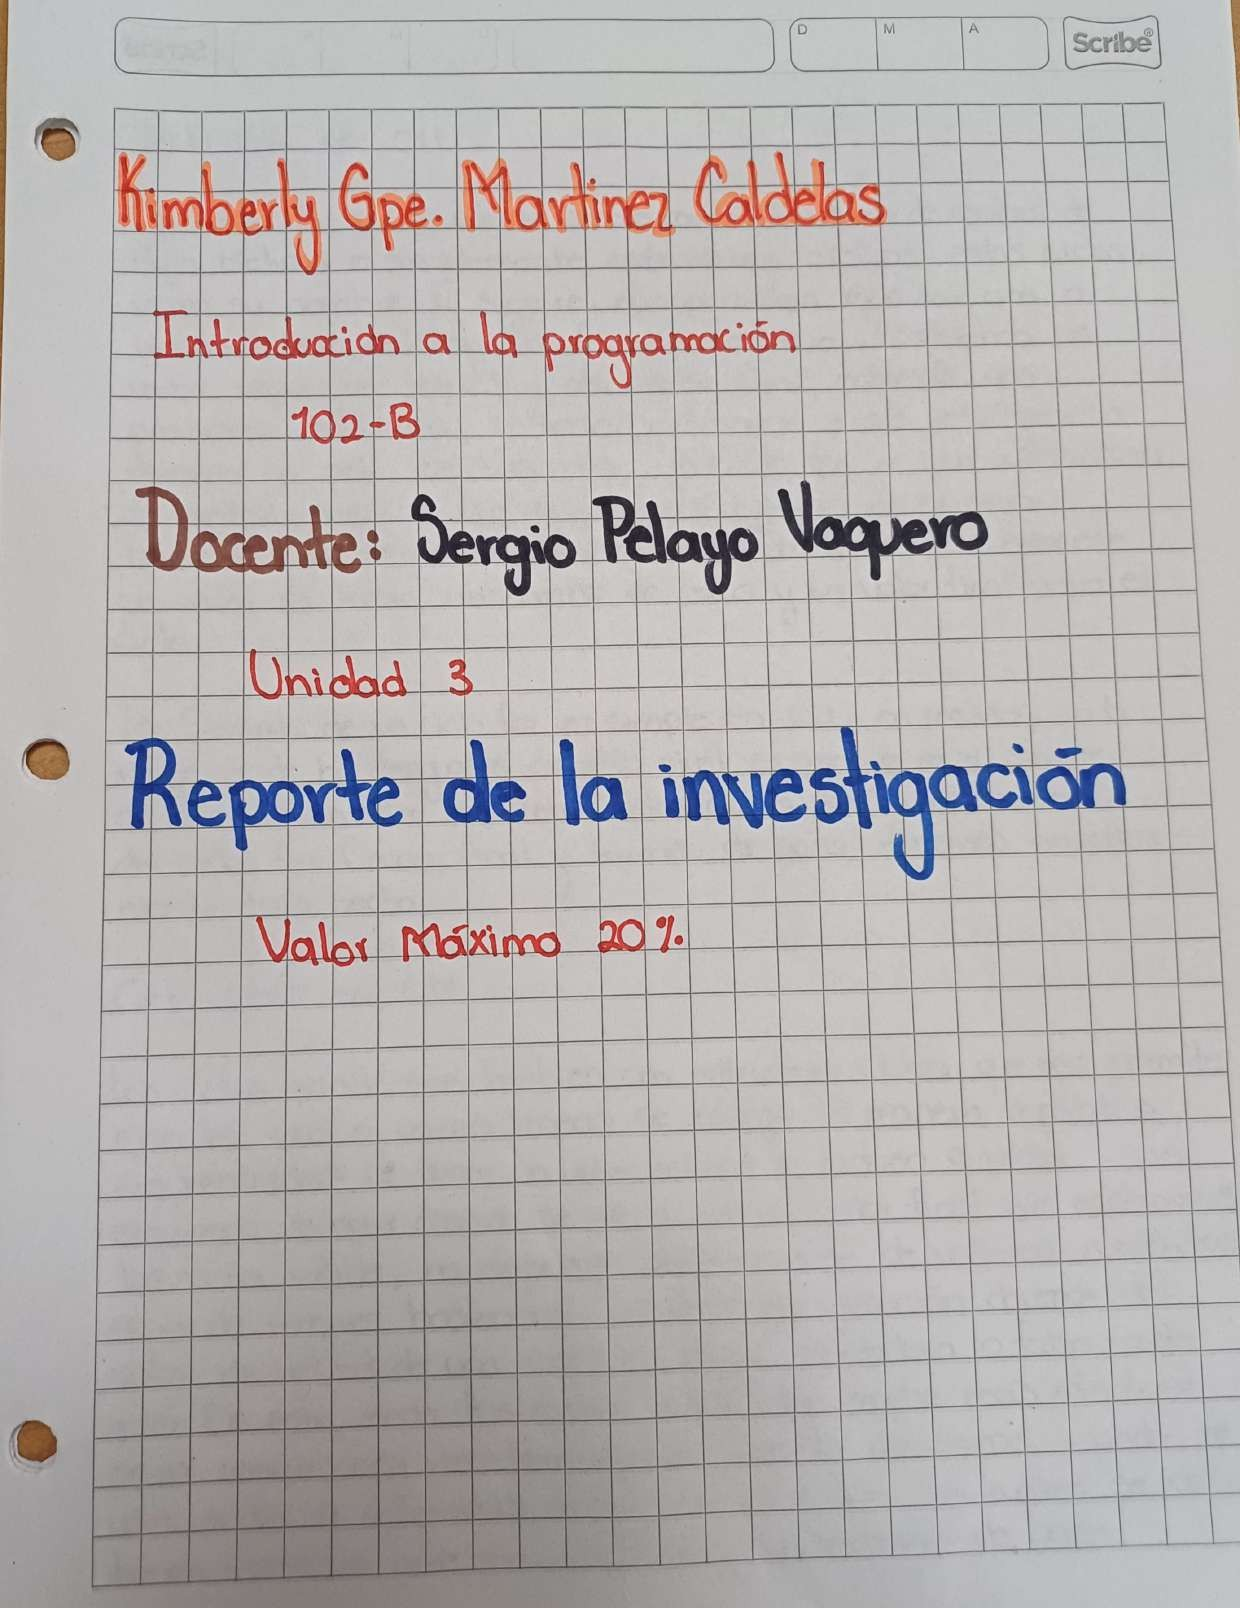 D M A Scribe®
Kimberly Gpe. Martinez Caldelas
Introducción a la programación
102-B
Docente: Sergio Pelayo Vaquero
Unidad 3
Reporte de la investigación
Valor Máximo 20%